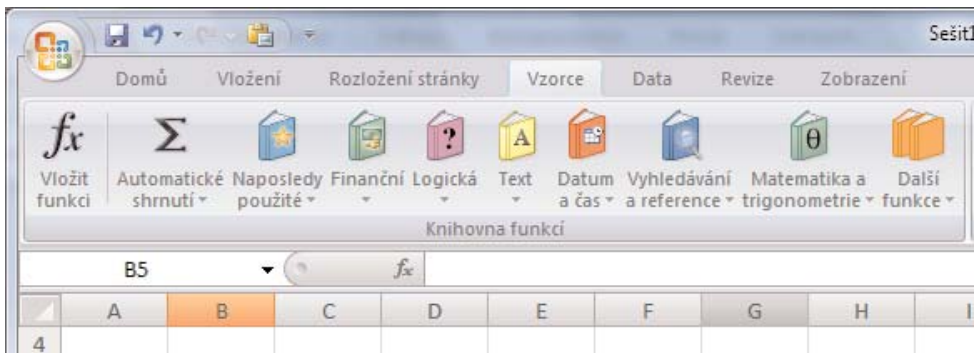 Sešit1
Domů Vložení Rozložení stránky Vzorce Data Revize Zobrazení
fx Σ ? A θ
Vložit funkci
Automatické shrnutí
Naposledy použité
Finanční
Logická
Text
Datum a čas
Vyhledávání a reference
Matematika a trigonometrie
Další funkce
Knihovna funkcí
B5 fx
A B C D E F G H I
4